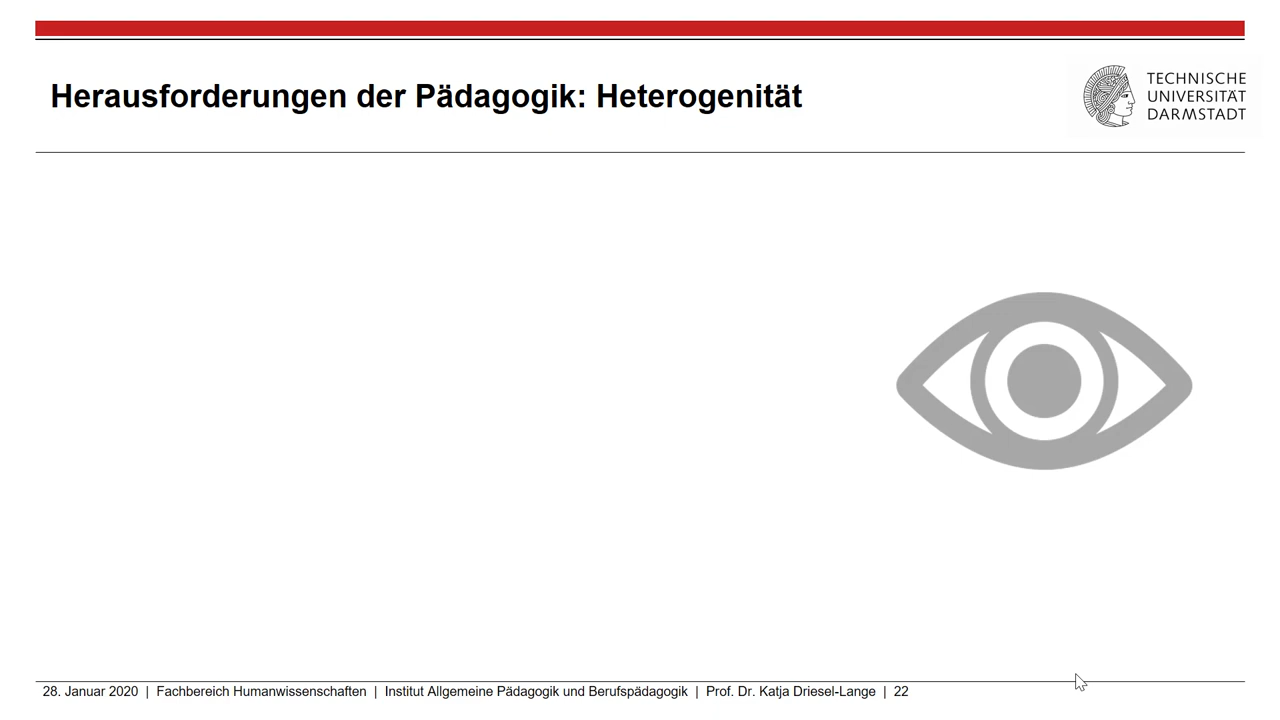 Herausforderungen der Pädagogik: Heterogenität
TECHNISCHE
UNIVERSITÄT
DARMSTADT
28. Januar 2020 | Fachbereich Humanwissenschaften | Institut Allgemeine Pädagogik und Berufspädagogik | Prof. Dr. Katja Driesel-Lange | 22